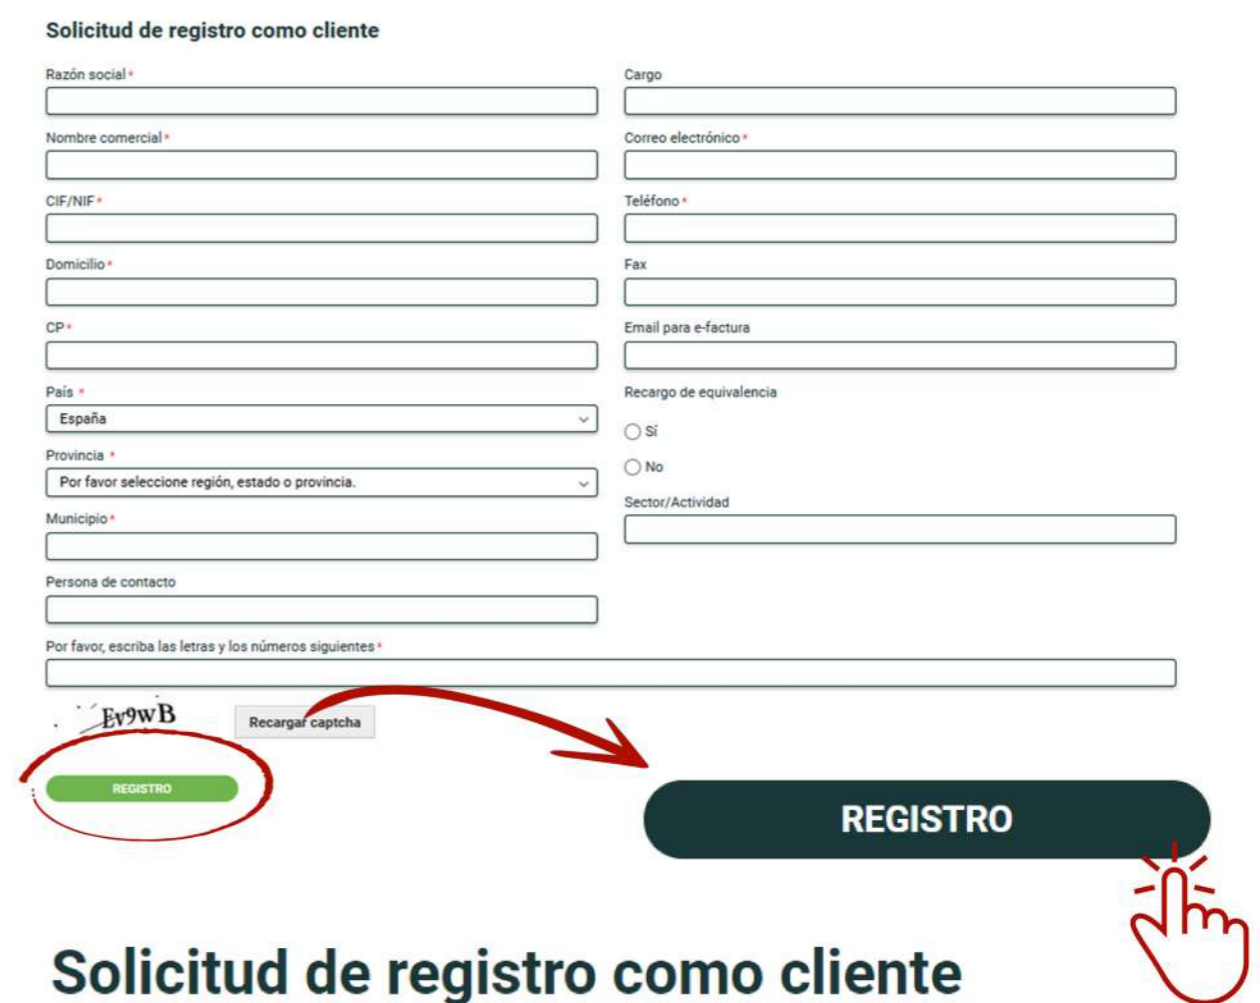 Solicitud de registro como cliente
Razón social *
Nombre comercial *
CIF/NIF *
Domicilio *
CP *
País *
España
Provincia *
Por favor seleccione región, estado o provincia.
Municipio *
Persona de contacto
Cargo
Correo electrónico *
Teléfono *
Fax
Email para e-factura
Recargo de equivalencia
Sí
No
Sector/Actividad
Por favor, escriba las letras y los números siguientes *
Ev9wB
Recargar captcha
REGISTRO
REGISTRO
Solicitud de registro como cliente